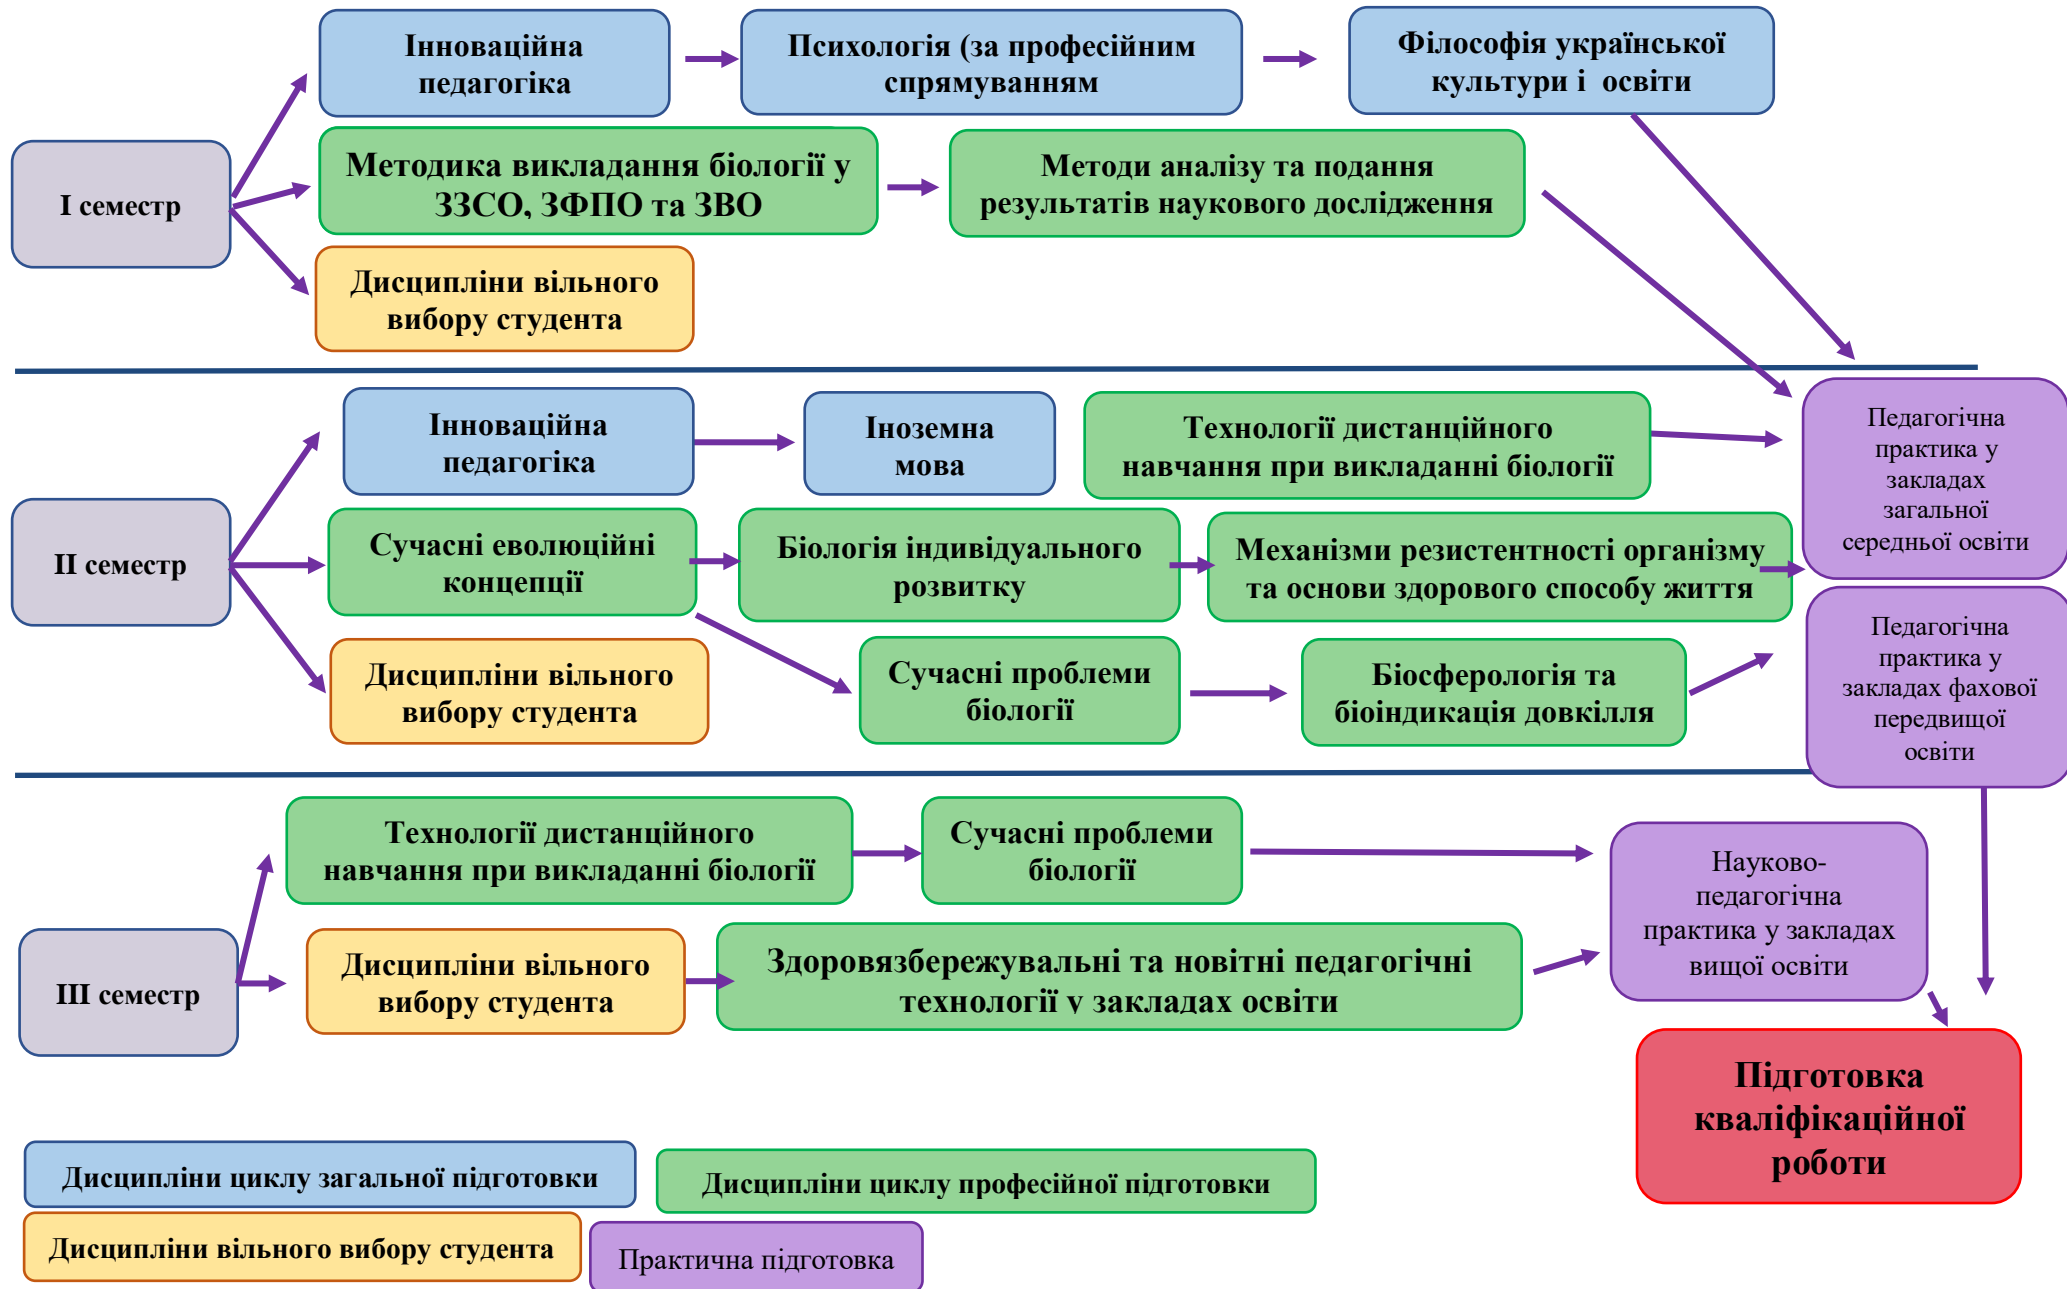 Інноваційна
педагогіка
Психологія (за професійним
спрямуванням
Філософія української
культури і освіти
I семестр
Методика викладання біології у
ЗЗСО, ЗФПО та ЗВО
Методи аналізу та подання
результатів наукового дослідження
Дисципліни вільного
вибору студента
Інноваційна
педагогіка
Іноземна
мова
Технології дистанційного
навчання при викладанні біології
Педагогічна
практика у
закладах
загальної
середньої освіти
II семестр
Сучасні еволюційні
концепції
Біологія індивідуального
розвитку
Механізми резистентності організму
та основи здорового способу життя
Дисципліни вільного
вибору студента
Сучасні проблеми
біології
Біосферологія та
біоіндикація довкілля
Педагогічна
практика у
закладах фахової
передвищої
освіти
Технології дистанційного
навчання при викладанні біології
Сучасні проблеми
біології
Науково-
педагогічна
практика у закладах
вищої освіти
III семестр
Дисципліни вільного
вибору студента
Здоровязбережувальні та новітні педагогічні
технології у закладах освіти
Підготовка
кваліфікаційної
роботи
Дисципліни циклу загальної підготовки
Дисципліни циклу професійної підготовки
Дисципліни вільного вибору студента
Практична підготовка